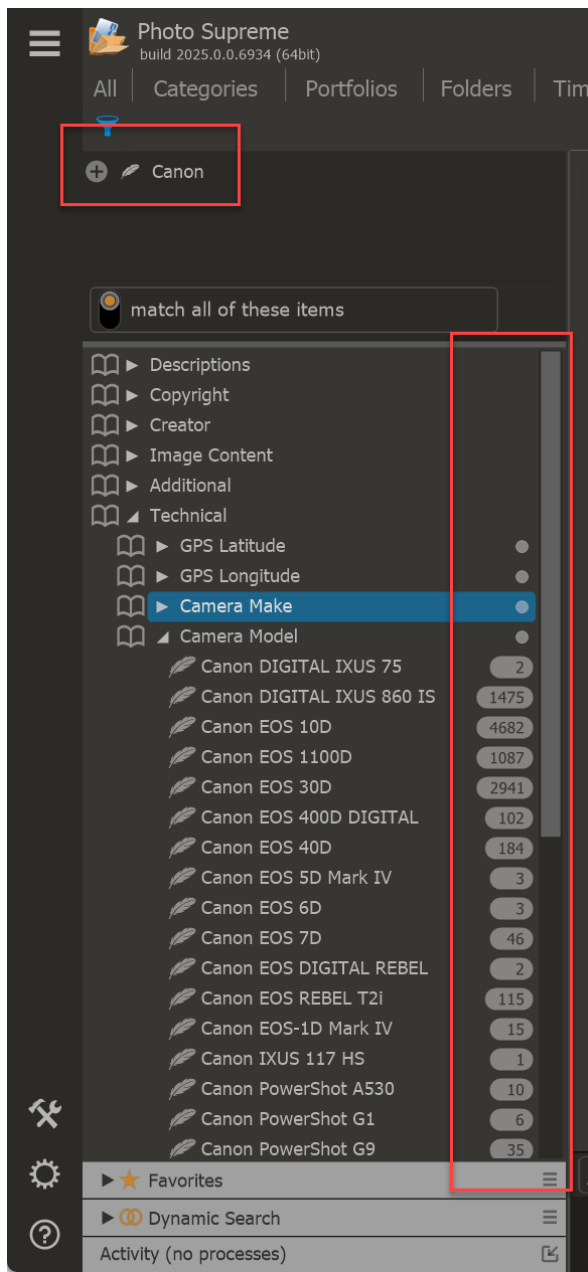 Photo Supreme
build 2025.0.0.6934 (64bit)
All Categories Portfolios Folders Tim
Canon
match all of these items
Descriptions
Copyright
Creator
Image Content
Additional
Technical
GPS Latitude
GPS Longitude
Camera Make
Camera Model
Canon DIGITAL IXUS 75 2
Canon DIGITAL IXUS 860 IS 1475
Canon EOS 10D 4682
Canon EOS 1100D 1087
Canon EOS 30D 2941
Canon EOS 400D DIGITAL 102
Canon EOS 40D 184
Canon EOS 5D Mark IV 3
Canon EOS 6D 3
Canon EOS 7D 46
Canon EOS DIGITAL REBEL 2
Canon EOS REBEL T2i 115
Canon EOS-1D Mark IV 15
Canon IXUS 117 HS 1
Canon PowerShot A530 10
Canon PowerShot G1 6
Canon PowerShot G9 35
Favorites
Dynamic Search
Activity (no processes)